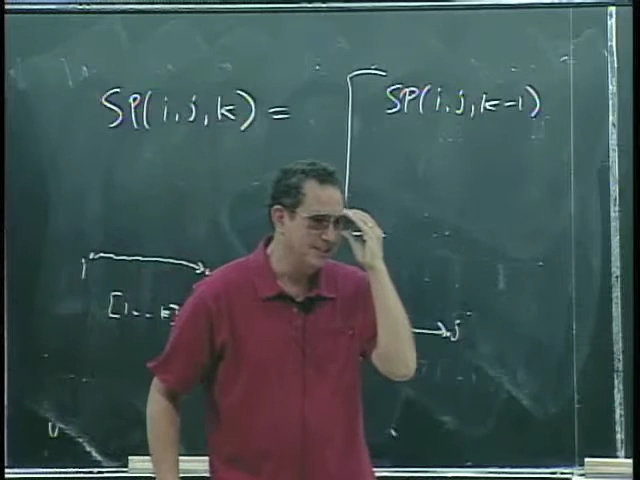 SP(i,j,k) =
SP(i,j,k-1)
i
j
[1...k]